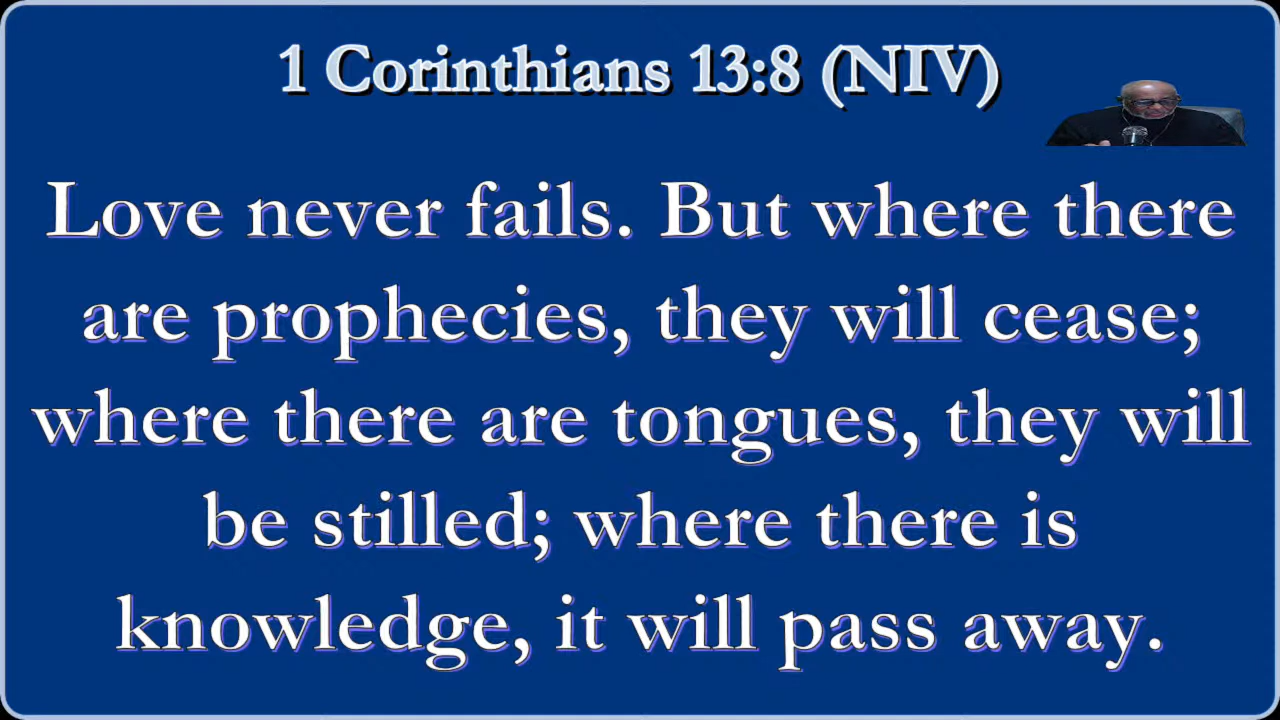 1 Corinthians 13:8 (NIV)
Love never fails. But where there
are prophecies, they will cease;
where there are tongues, they will
be stilled; where there is
knowledge, it will pass away.